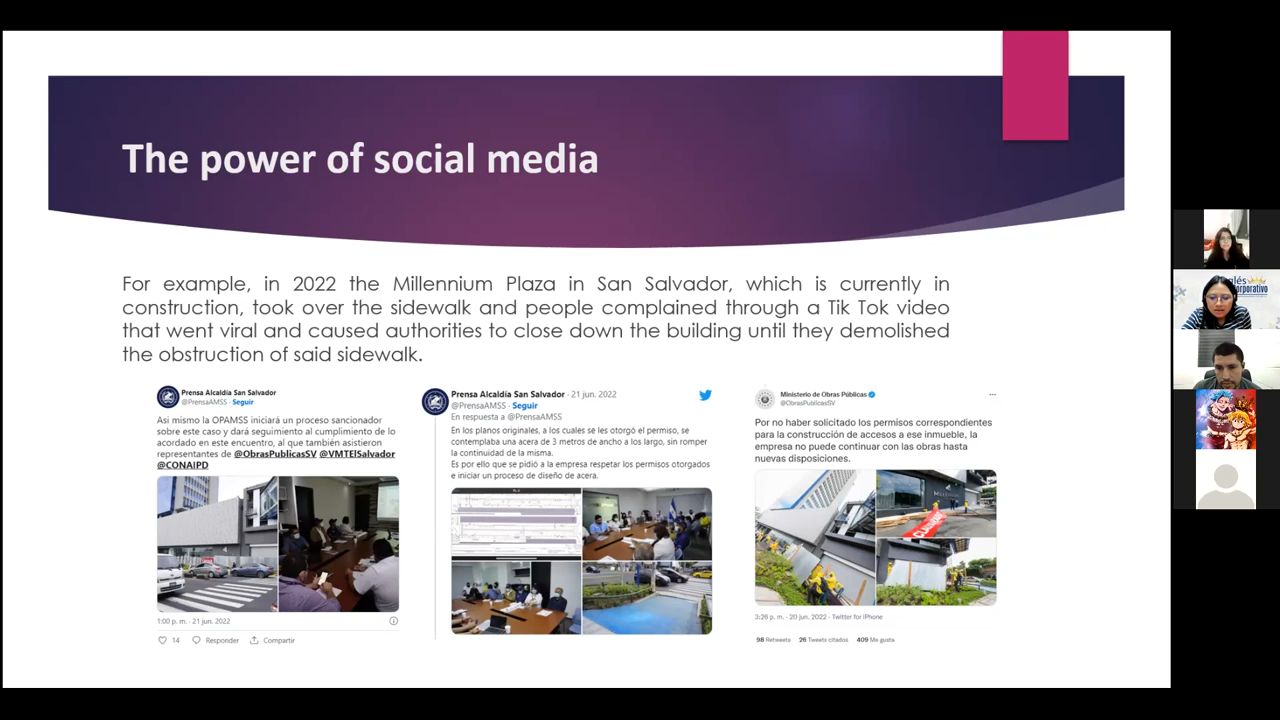 The power of social media
For example, in 2022 the Millennium Plaza in San Salvador, which is currently in
construction, took over the sidewalk and people complained through a Tik Tok video
that went viral and caused authorities to close down the building until they demolished
the obstruction of said sidewalk.
Prensa Alcaldía San Salvador
@PrensaAMSS · Seguir
Asi mismo la OPAMSS iniciará un proceso sancionador
sobre este caso y dará seguimiento al cumplimiento de lo
acordado en este encuentro, al que también asistieron
representantes de @ObrasPublicasSV @VMTElSalvador
@CONAIPD
1:00 p. m. · 21 jun. 2022
14 Responder Compartir
Prensa Alcaldía San Salvador · 21 jun. 2022
@PrensaAMSS · Seguir
En respuesta a @PrensaAMSS
En los planos originales, a los cuales se les otorgó el permiso, se
contemplaba una acera de 3 metros de ancho a los largo, sin romper
la continuidad de la misma.
Es por ello que se pidió a la empresa respetar los permisos otorgados
e iniciar un proceso de diseño de acera.
Ministerio de Obras Públicas
@ObrasPublicasSV
Por no haber solicitado los permisos correspondientes
para la construcción de accesos a ese inmueble, la
empresa no puede continuar con las obras hasta
nuevas disposiciones.
3:26 p. m. · 20 jun. 2022 · Twitter for iPhone
98 Retweets 26 Tweets citados 409 Me gusta